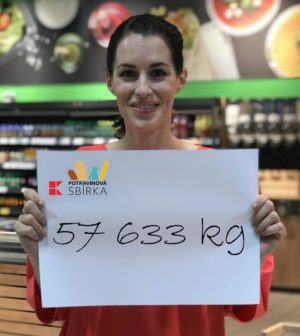 POTRAVINOVÁ
SBÍRKA
57 633 kg